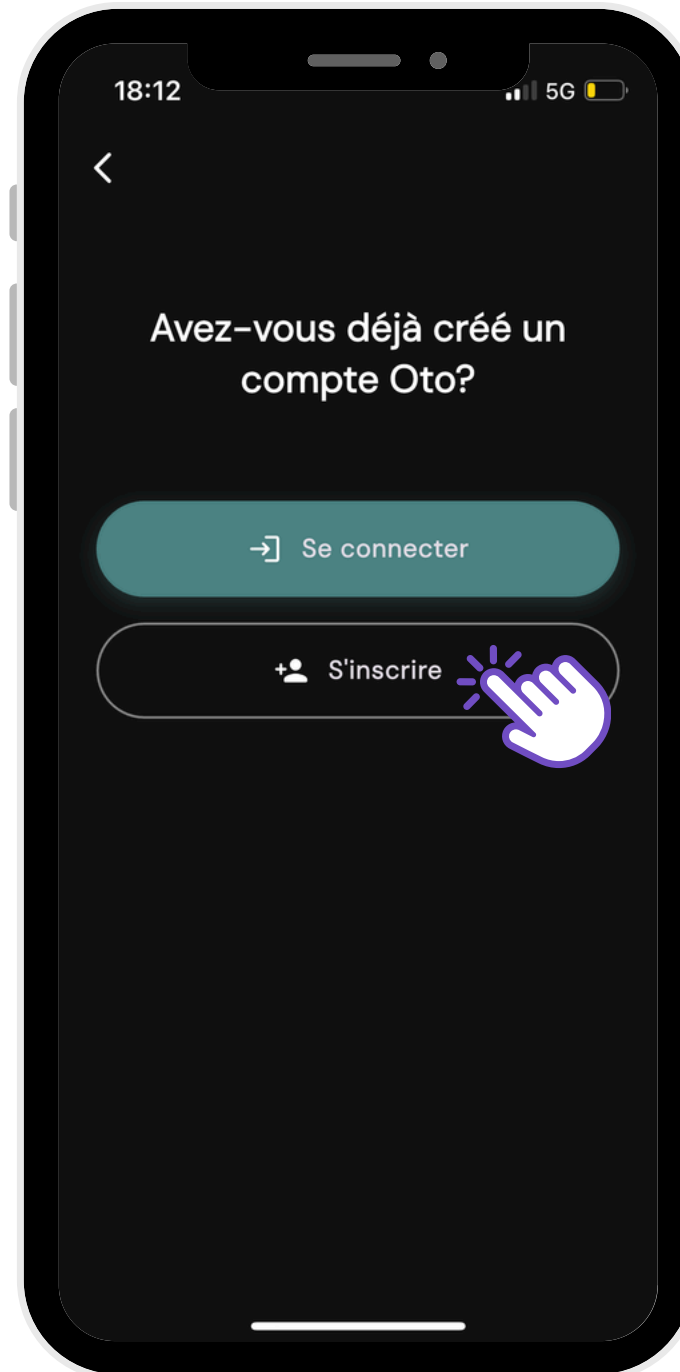 18:12
5G
Avez-vous déjà créé un
compte Oto?
Se connecter
S'inscrire